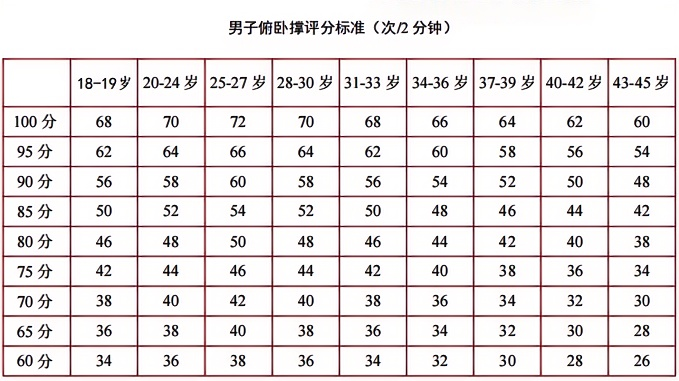 男子俯卧撑评分标准（次/2 分钟）
18-19岁 20-24 岁 25-27 岁 28-30 岁 31-33 岁 34-36 岁 37-39 岁 40-42 岁 43-45 岁
100 分 68 70 72 70 68 66 64 62 60
95 分 62 64 66 64 62 60 58 56 54
90 分 56 58 60 58 56 54 52 50 48
85 分 50 52 54 52 50 48 46 44 42
80 分 46 48 50 48 46 44 42 40 38
75 分 42 44 46 44 42 40 38 36 34
70 分 38 40 42 40 38 36 34 32 30
65 分 36 38 40 38 36 34 32 30 28
60 分 34 36 38 36 34 32 30 28 26